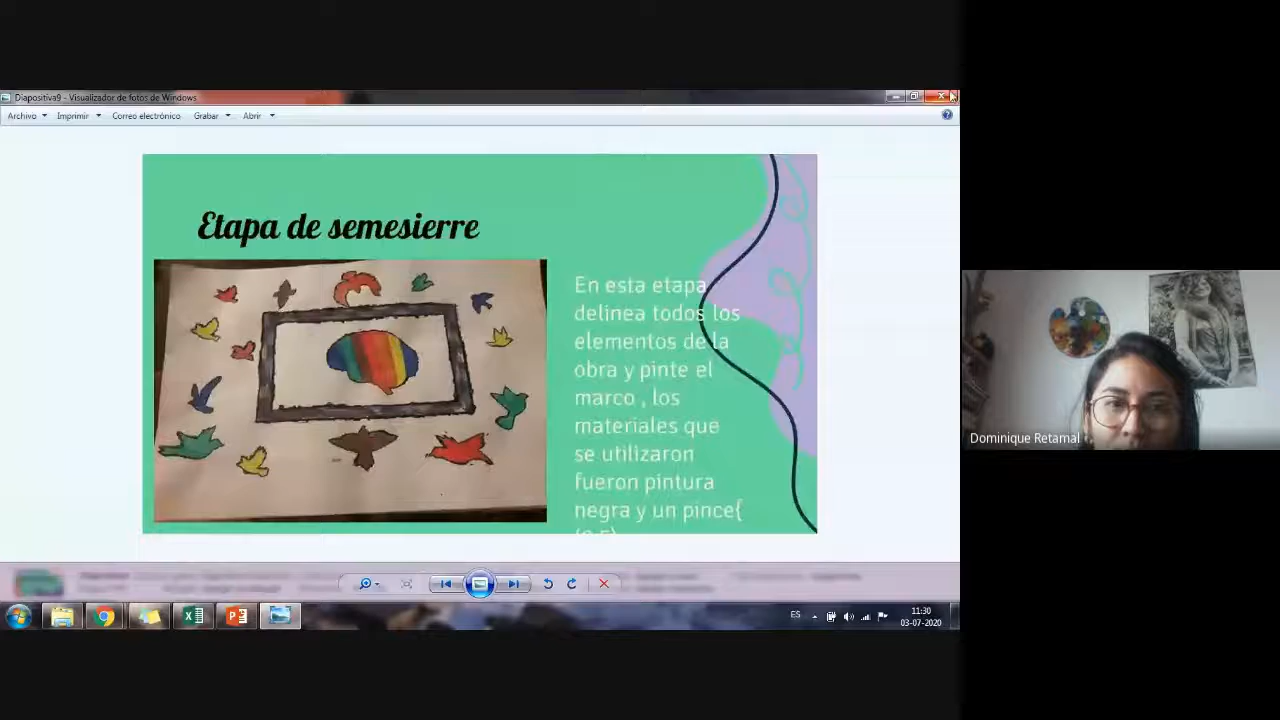 Diapositiva9 - Visualizador de fotos de Windows
Archivo Imprimir Correo electrónico Grabar Abrir
Etapa de semesierre
En esta etapa
delinea todos los
elementos de la
obra y pinte el
marco , los
materiales que
se utilizaron
fueron pintura
negra y un pince{
Dominique Retamal
ES
11:30
03-07-2020